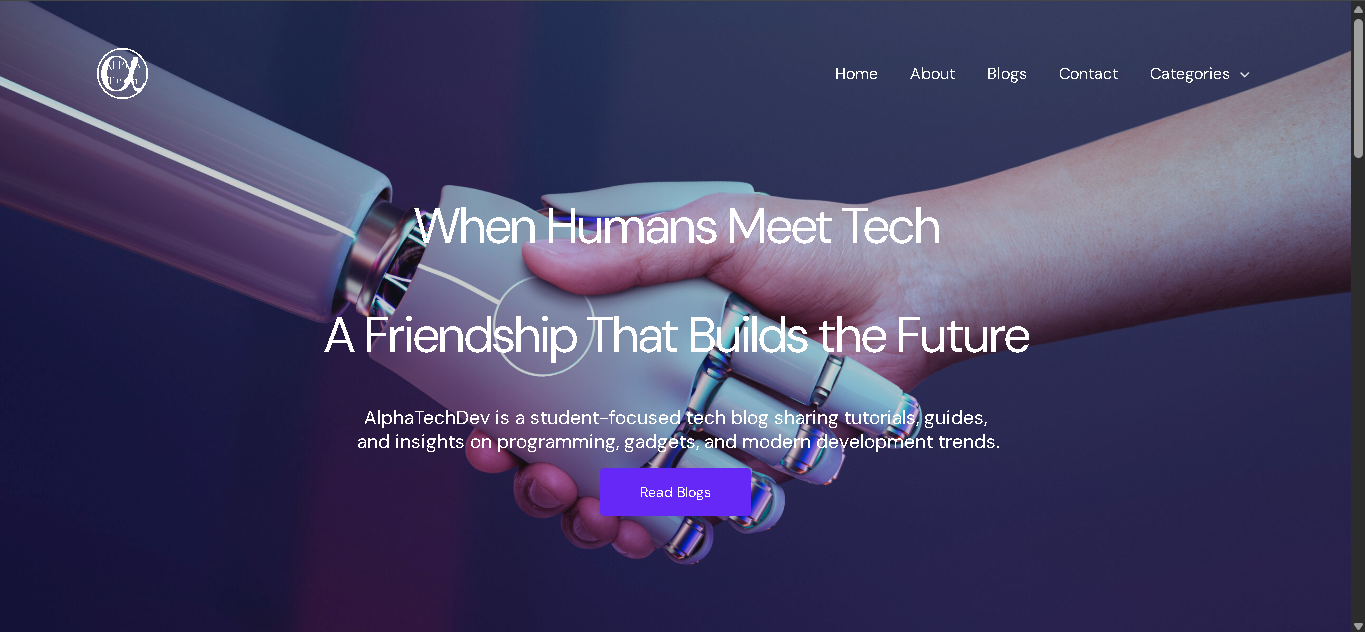 Home About Blogs Contact Categories
When Humans Meet Tech
A Friendship That Builds the Future
AlphaTechDev is a student-focused tech blog sharing tutorials, guides,
and insights on programming, gadgets, and modern development trends.
Read Blogs